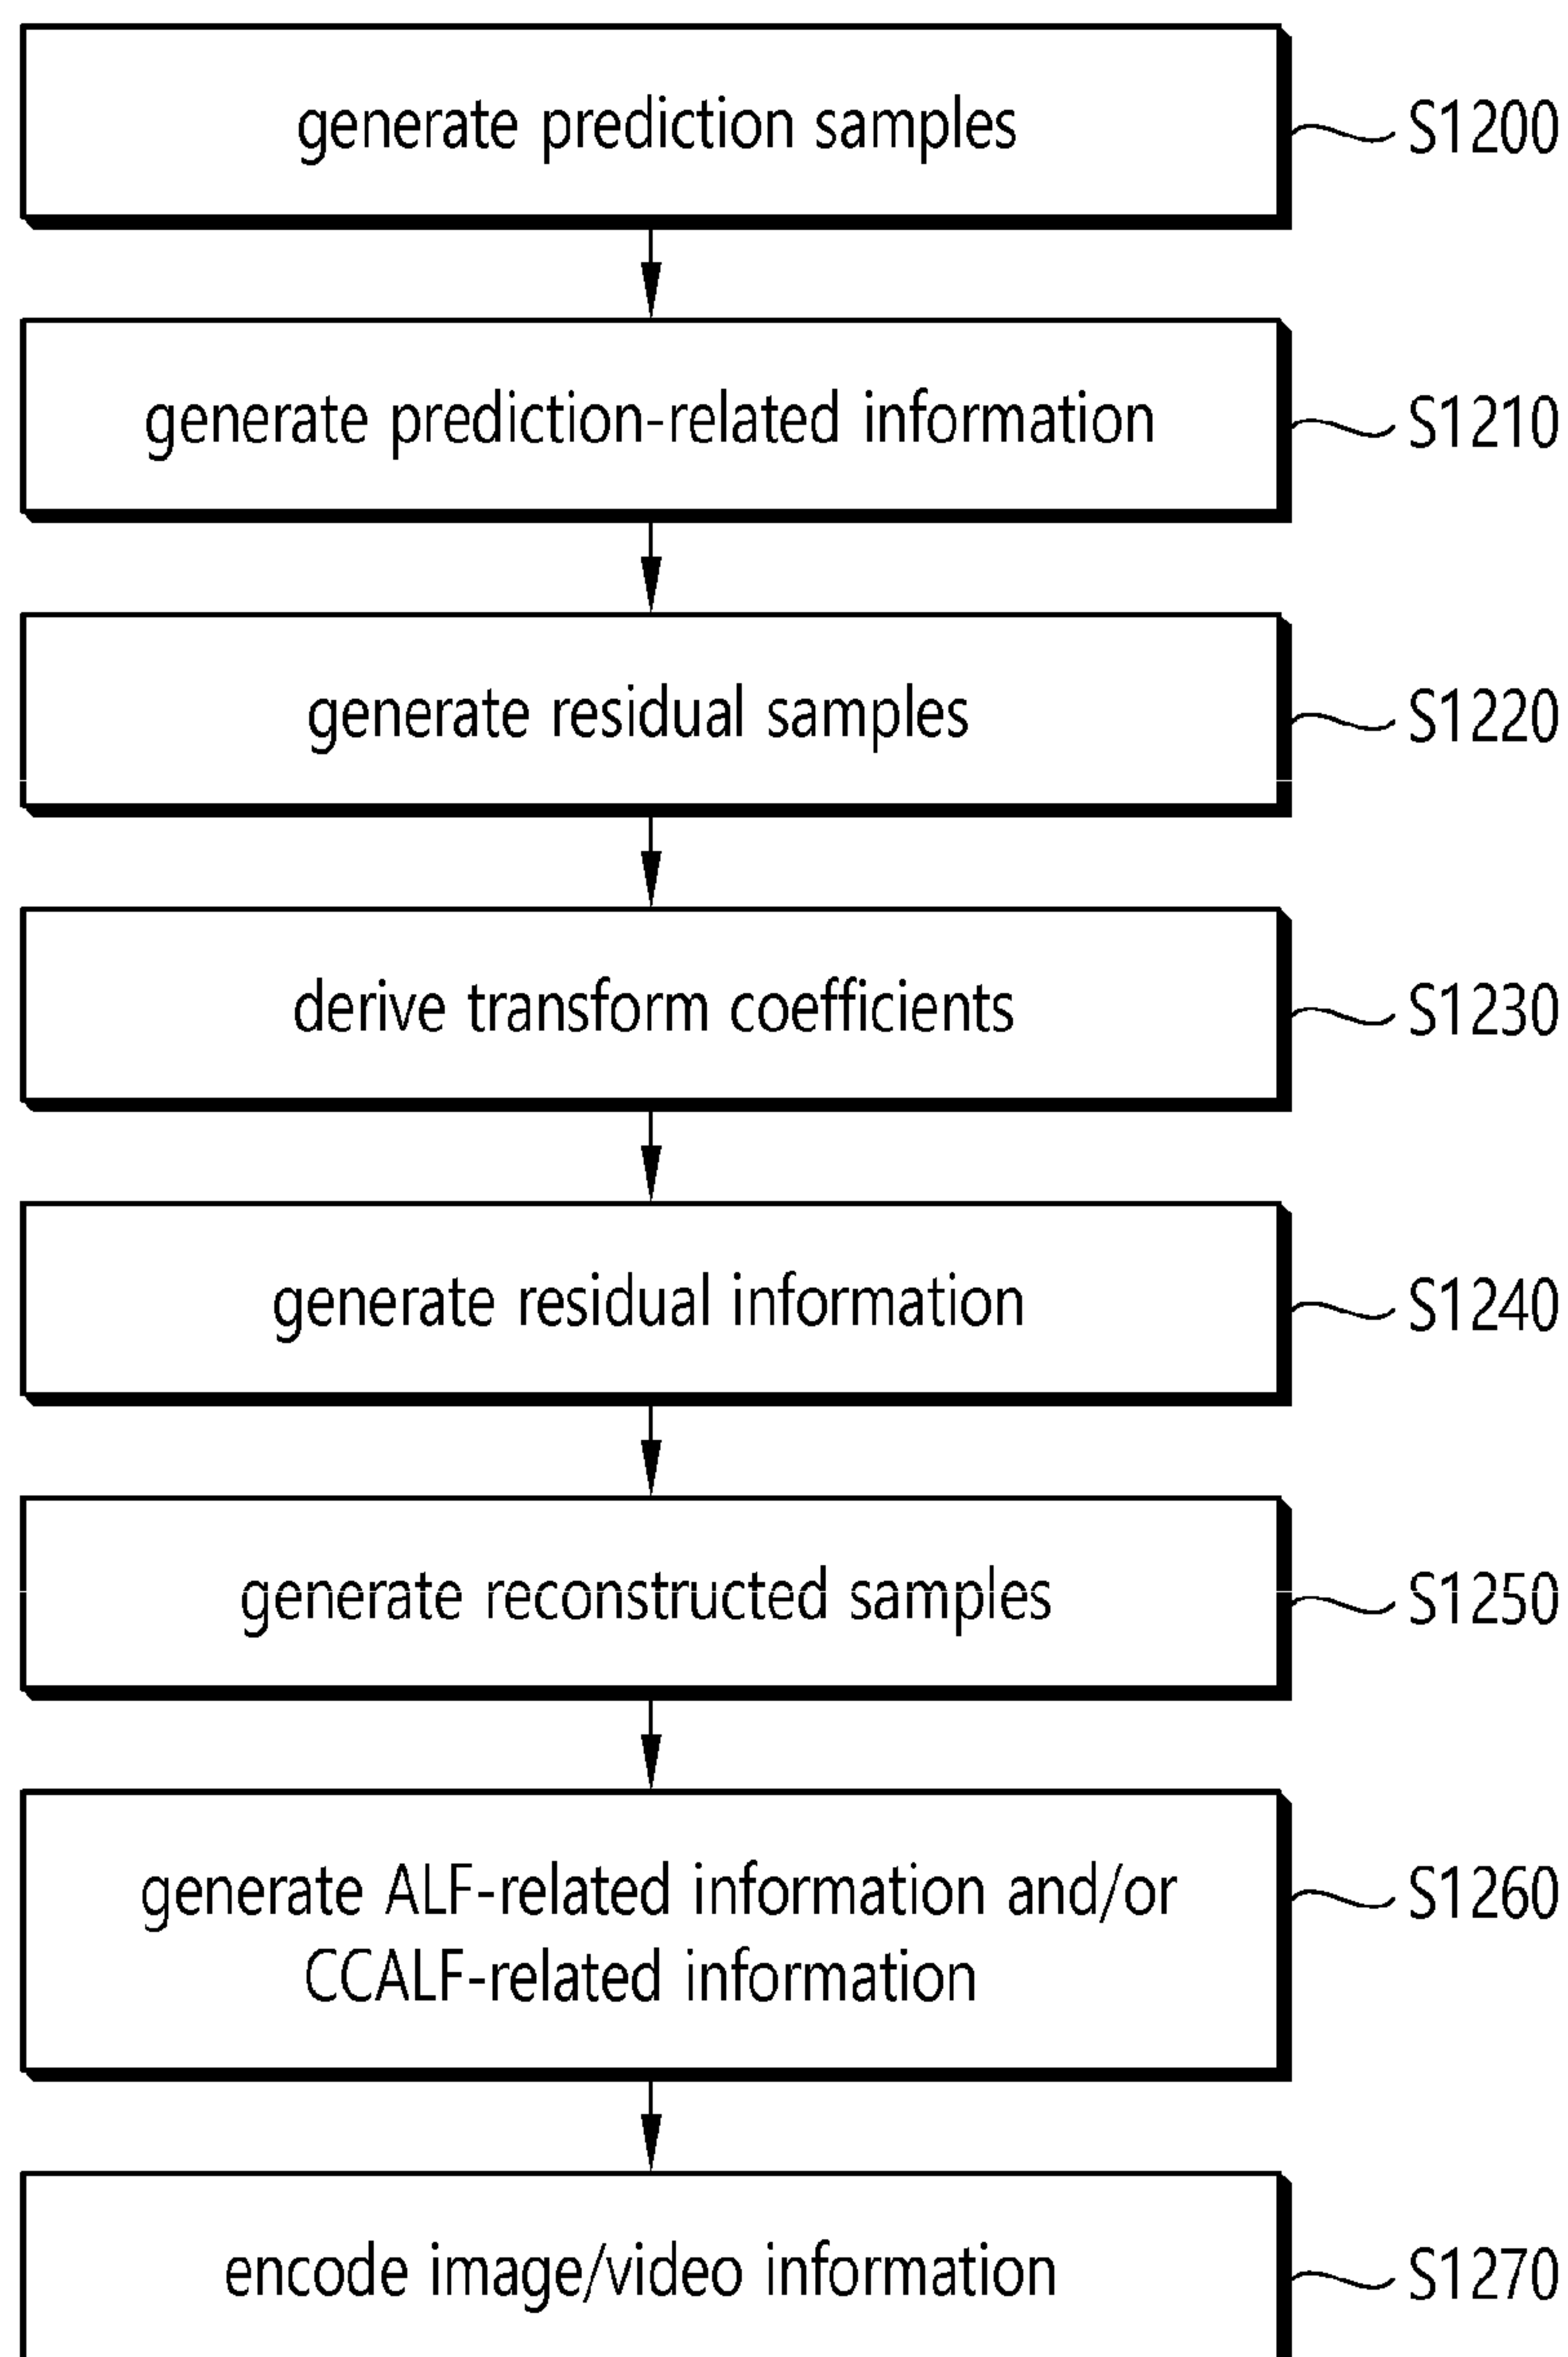 generate prediction samples
S1200
generate prediction-related information
S1210
generate residual samples
S1220
derive transform coefficients
S1230
generate residual information
S1240
generate reconstructed samples
S1250
generate ALF-related information and/or
CCALF-related information
S1260
encode image/video information
S1270